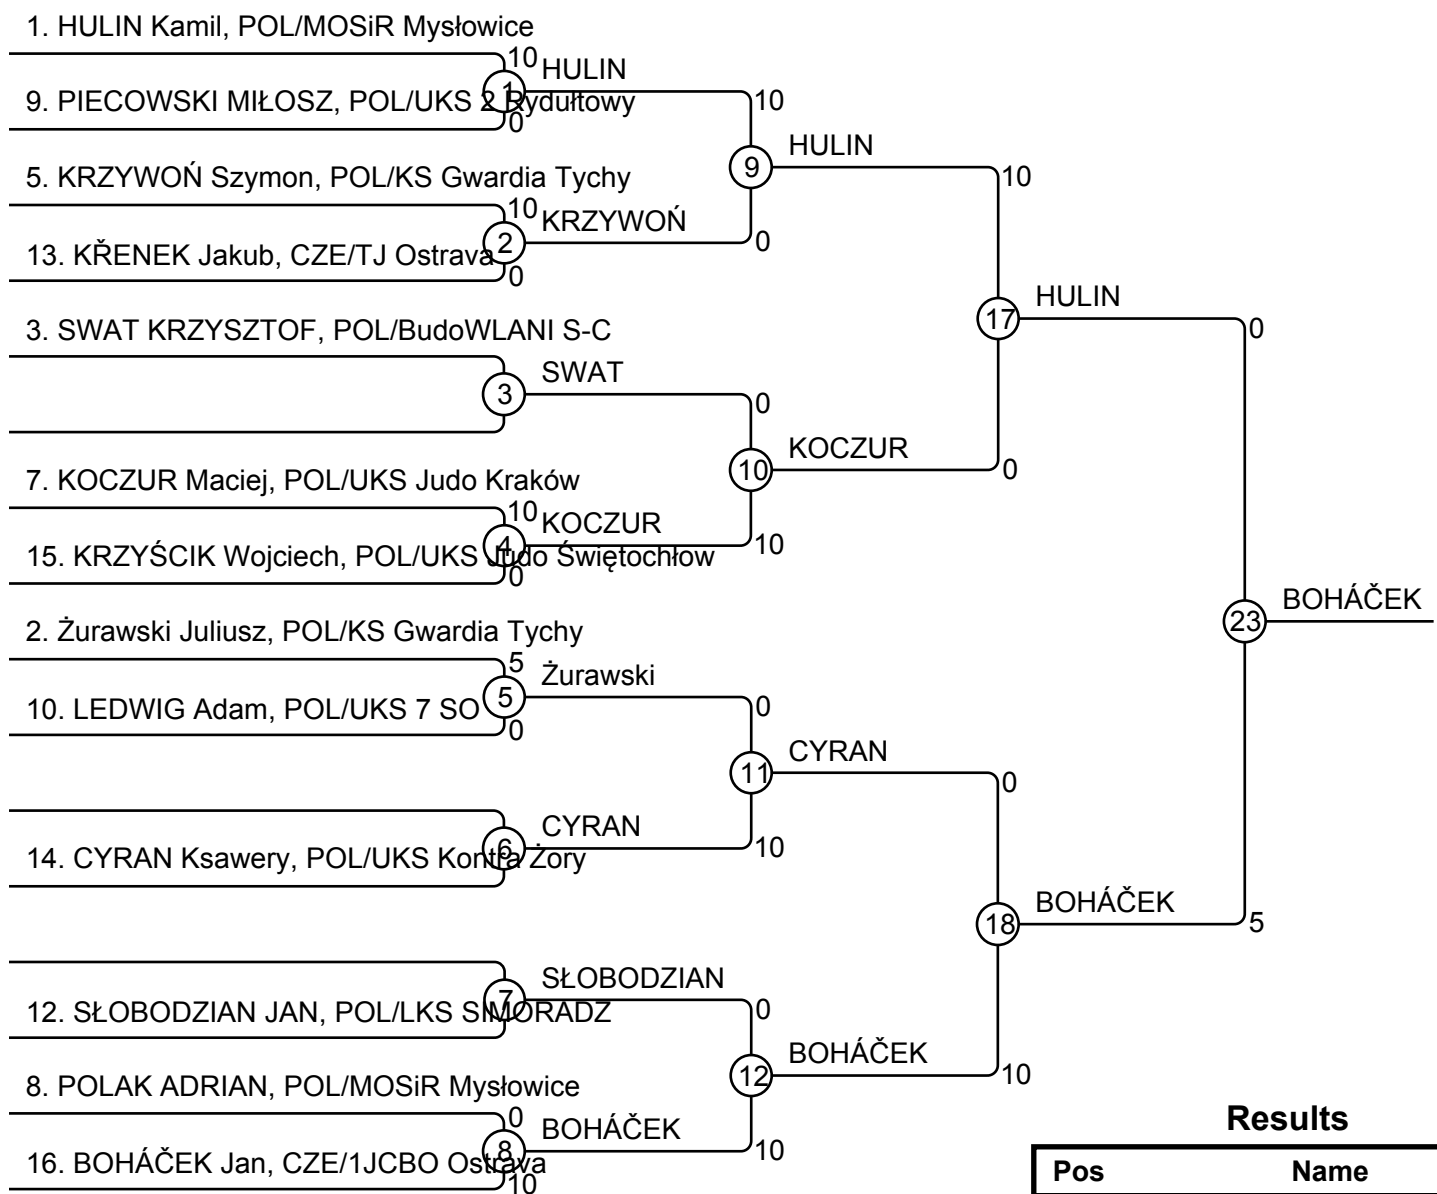 1. HULIN Kamil, POL/MOSiR Mysłowice
10
HULIN
1
9. PIECOWSKI MIŁOSZ, POL/UKS 2 Rydułtowy
0
10
HULIN
9
5. KRZYWOŃ Szymon, POL/KS Gwardia Tychy
10
10
KRZYWOŃ
2
0
13. KŘENEK Jakub, CZE/TJ Ostrava
0
HULIN
17
0
3. SWAT KRZYSZTOF, POL/BudoWLANI S-C
SWAT
3
0
KOCZUR
10
0
7. KOCZUR Maciej, POL/UKS Judo Kraków
10
KOCZUR
4
10
15. KRZYŚCIK Wojciech, POL/UKS Judo Świętochłow
0
BOHÁČEK
23
2. Żurawski Juliusz, POL/KS Gwardia Tychy
5
Żurawski
5
0
10. LEDWIG Adam, POL/UKS 7 SO
0
CYRAN
11
0
CYRAN
6
10
14. CYRAN Ksawery, POL/UKS Kontra Żory
BOHÁČEK
18
5
SŁOBODZIAN
7
0
12. SŁOBODZIAN JAN, POL/LKS SIMORADZ
BOHÁČEK
12
10
8. POLAK ADRIAN, POL/MOSiR Mysłowice
0
BOHÁČEK
8
10
16. BOHÁČEK Jan, CZE/1JCBO Ostrava
10
Results
Pos Name